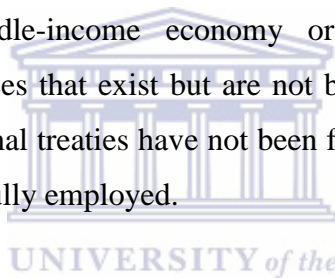 dle-income economy or
es that exist but are not b
nal treaties have not been f
ully employed.
UNIVERSITY of the